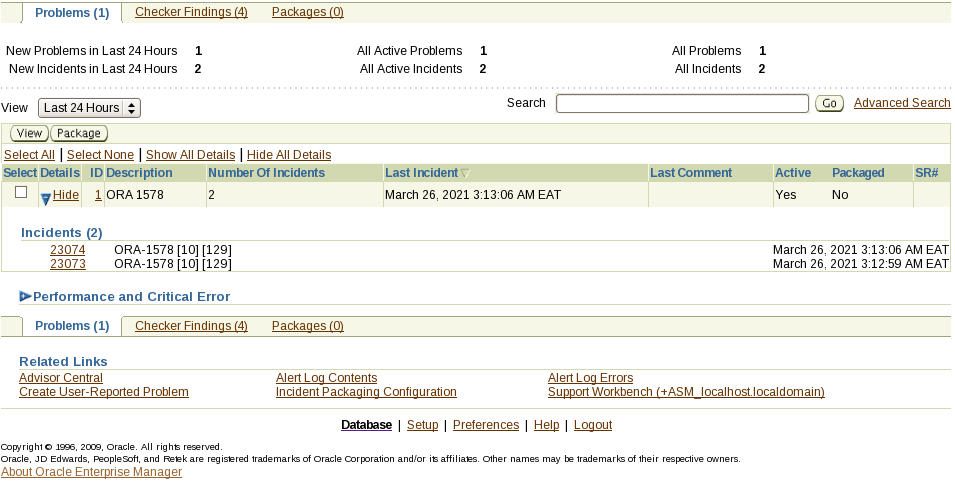 Problems (1) Checker Findings (4) Packages (0)
New Problems in Last 24 Hours 1 All Active Problems 1 All Problems 1
New Incidents in Last 24 Hours 2 All Active Incidents 2 All Incidents 2
View Last 24 Hours Search Go Advanced Search
View Package
Select All | Select None | Show All Details | Hide All Details
Select Details ID Description Number Of Incidents Last Incident Last Comment Active Packaged SR#
Hide 1 ORA 1578 2 March 26, 2021 3:13:06 AM EAT Yes No
Incidents (2)
23074 ORA-1578 [10] [129] March 26, 2021 3:13:06 AM EAT
23073 ORA-1578 [10] [129] March 26, 2021 3:12:59 AM EAT
Performance and Critical Error
Problems (1) Checker Findings (4) Packages (0)
Related Links
Advisor Central Alert Log Contents Alert Log Errors
Create User-Reported Problem Incident Packaging Configuration Support Workbench (+ASM_localhost.localdomain)
Database | Setup | Preferences | Help | Logout
Copyright © 1996, 2009, Oracle. All rights reserved.
Oracle, JD Edwards, PeopleSoft, and Retek are registered trademarks of Oracle Corporation and/or its affiliates. Other names may be trademarks of their respective owners.
About Oracle Enterprise Manager